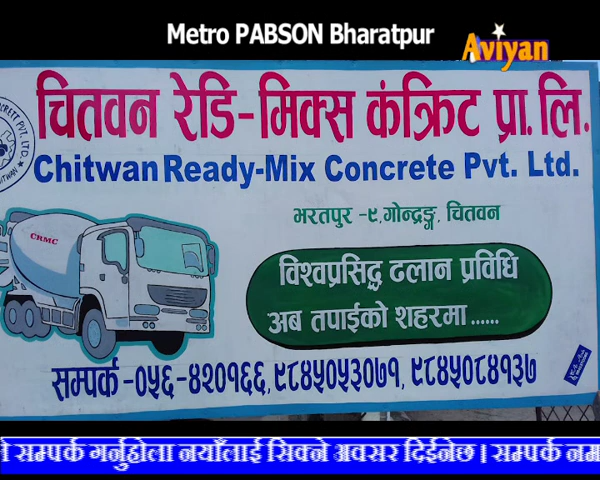 Metro PABSON Bharatpur
Aviyan
चितवन रेडि-मिक्स कंक्रिट प्रा. लि.
Chitwan Ready-Mix Concrete Pvt. Ltd.
भरतपुर -९,गोन्द्रङ्ग, चितवन
CRMC
विश्वप्रसिद्ध ढलान प्रविधि
अब तपाईको शहरमा ......
सम्पर्क -०५६-४२०१६६, ९८४५०५३०७१, ९८४५०८४१३७
ले सम्पर्क गर्नुहोला नयाँलाई सिक्ने अवसर दिईनेछ । सम्पर्क नम